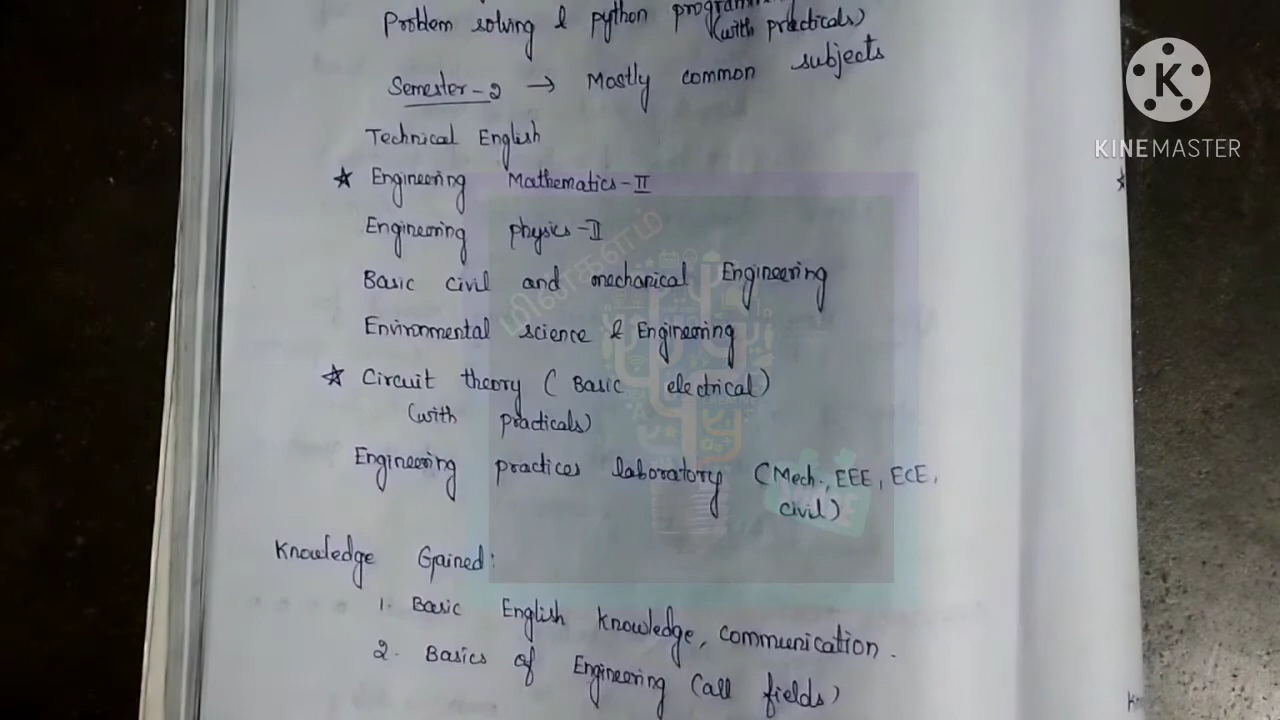 Problem solving & python program
(with practicals)
Semester-2 → Mostly common subjects
Technical English
☆ Engineering Mathematics-II
Engineering physics-II
Basic civil and mechanical Engineering
Environmental science & Engineering
☆ Circuit theory (Basic electrical)
(with practicals)
Engineering practices laboratory (Mech., EEE, ECE,
civil)
Knowledge Gained:
1. Basic English knowledge, communication.
2. Basics of Engineering (all fields)
K
KINEMASTER
மின்களம்